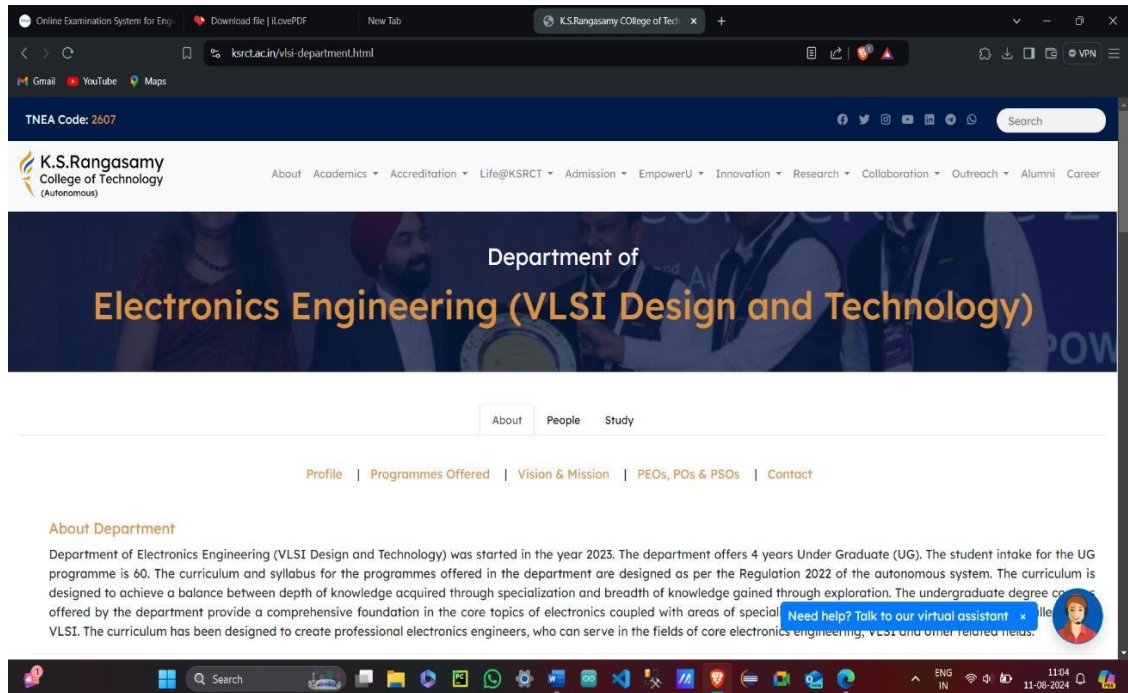 Online Examination System for Engi
Download file | iLovePDF
New Tab
K.S.Rangasamy COllege of Tech
ksrct.ac.in/vlsi-department.html
VPN
Gmail
YouTube
Maps
TNEA Code: 2607
Search
K.S.Rangasamy
College of Technology
(Autonomous)
About Academics Accreditation Life@KSRCT Admission EmpowerU Innovation Research Collaboration Outreach Alumni Career
Department of
Electronics Engineering (VLSI Design and Technology)
POW
About People Study
Profile | Programmes Offered | Vision & Mission | PEOs, POs & PSOs | Contact
About Department
Department of Electronics Engineering (VLSI Design and Technology) was started in the year 2023. The department offers 4 years Under Graduate (UG). The student intake for the UG
programme is 60. The curriculum and syllabus for the programmes offered in the department are designed as per the Regulation 2022 of the autonomous system. The curriculum is
designed to achieve a balance between depth of knowledge acquired through specialization and breadth of knowledge gained through exploration. The undergraduate degree
offered by the department provide a comprehensive foundation in the core topics of electronics coupled with areas of special
VLSI. The curriculum has been designed to create professional electronics engineers, who can serve in the fields of core electronics engineering, VLSI and other related fields.
Need help? Talk to our virtual assistant ×
Search
ENG
IN
11:04
11-08-2024